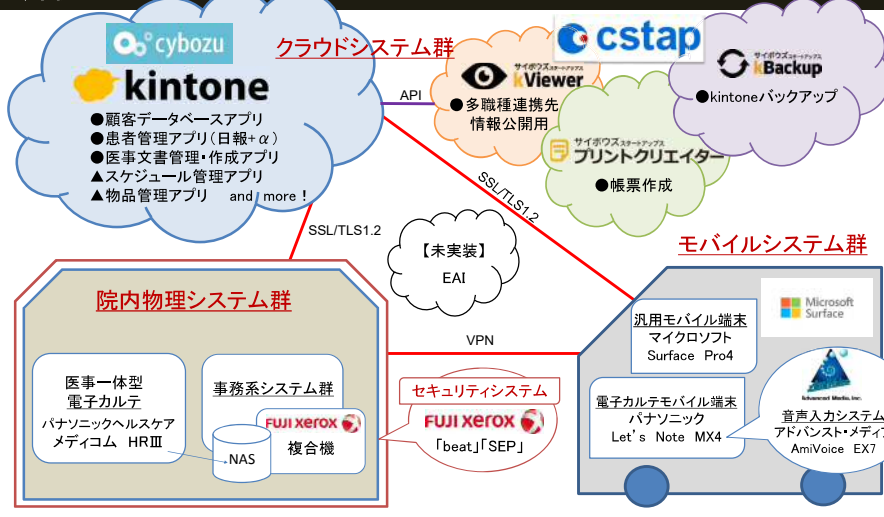 cybozu
クラウドシステム群
cstap
kintone
●顧客データベースアプリ
●患者管理アプリ(日報+α)
●医事文書管理・作成アプリ
▲スケジュール管理アプリ
▲物品管理アプリ and more!
API
サイボウズスタートアップス
kViewer
●多職種連携先
情報公開用
サイボウズスタートアップス
kBackup
●kintoneバックアップ
サイボウズスタートアップス
プリントクリエイター
●帳票作成
SSL/TLS1.2
SSL/TLS1.2
【未実装】
EAI
モバイルシステム群
院内物理システム群
VPN
汎用モバイル端末
マイクロソフト
Surface Pro4
Microsoft
Surface
医事一体型
電子カルテ
パナソニックヘルスケア
メディコム HRⅢ
事務系システム群
FUJI XEROX
複合機
NAS
セキュリティシステム
FUJI XEROX
「beat」「SEP」
電子カルテモバイル端末
パナソニック
Let's Note MX4
Advanced Media, Inc.
音声入力システム
アドバンスト・メディ
AmiVoice EX7